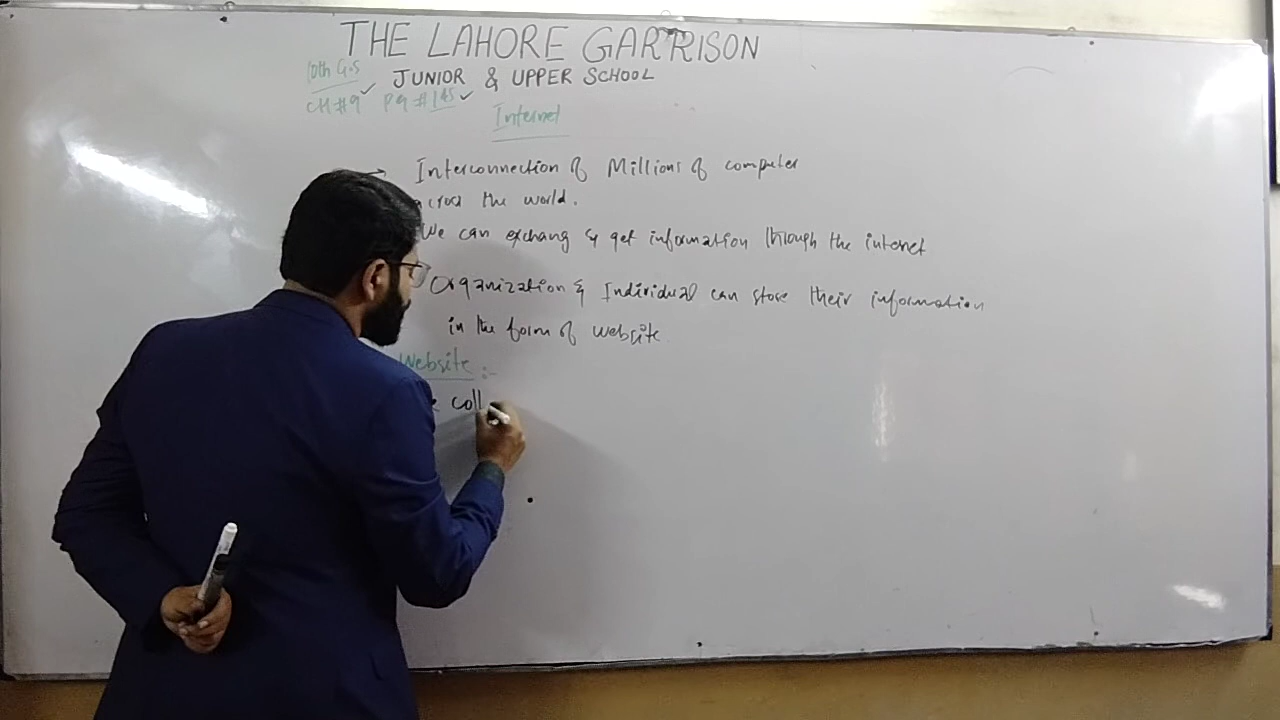 THE LAHORE GARRISON
10th G.S JUNIOR & UPPER SCHOOL
CH #9 Pg #145
Internet
Interconnection of Millions of computer
across the world.
We can exchang & get information through the internet
Organization & Individual can store their information
in the form of website.
Website :-
coll